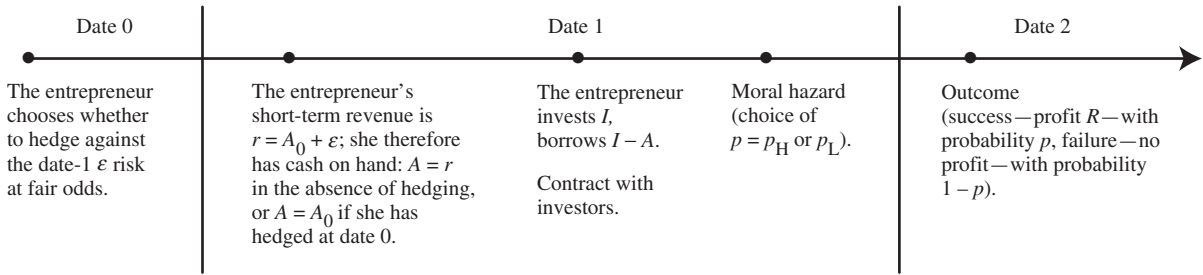 Date 0
Date 1
Date 2
The entrepreneur
chooses whether
to hedge against
the date-1 ε risk
at fair odds.
The entrepreneur's
short-term revenue is
r = A0 + ε; she therefore
has cash on hand: A = r
in the absence of hedging,
or A = A0 if she has
hedged at date 0.
The entrepreneur
invests I,
borrows I – A.
Contract with
investors.
Moral hazard
(choice of
p = pH or pL).
Outcome
(success—profit R—with
probability p, failure—no
profit—with probability
1 – p).